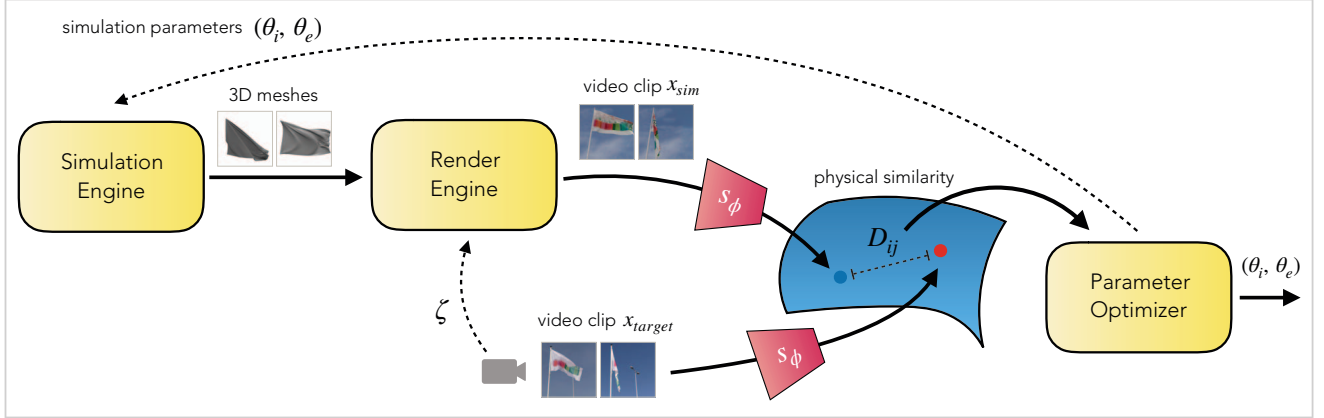 simulation parameters (θi, θe)
3D meshes
video clip xsim
Simulation
Engine
Render
Engine
sϕ
physical similarity
Dij
(θi, θe)
Parameter
Optimizer
ζ
video clip xtarget
sϕ